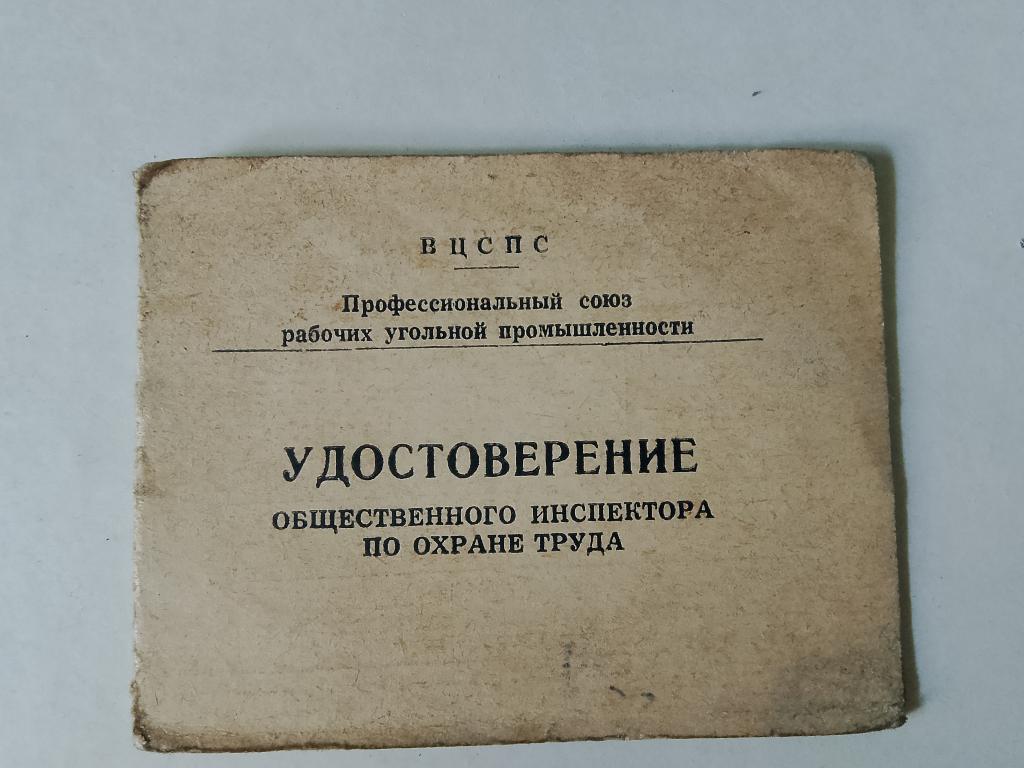 ВЦСПС
Профессиональный союз
рабочих угольной промышленности
УДОСТОВЕРЕНИЕ
ОБЩЕСТВЕННОГО ИНСПЕКТОРА
ПО ОХРАНЕ ТРУДА